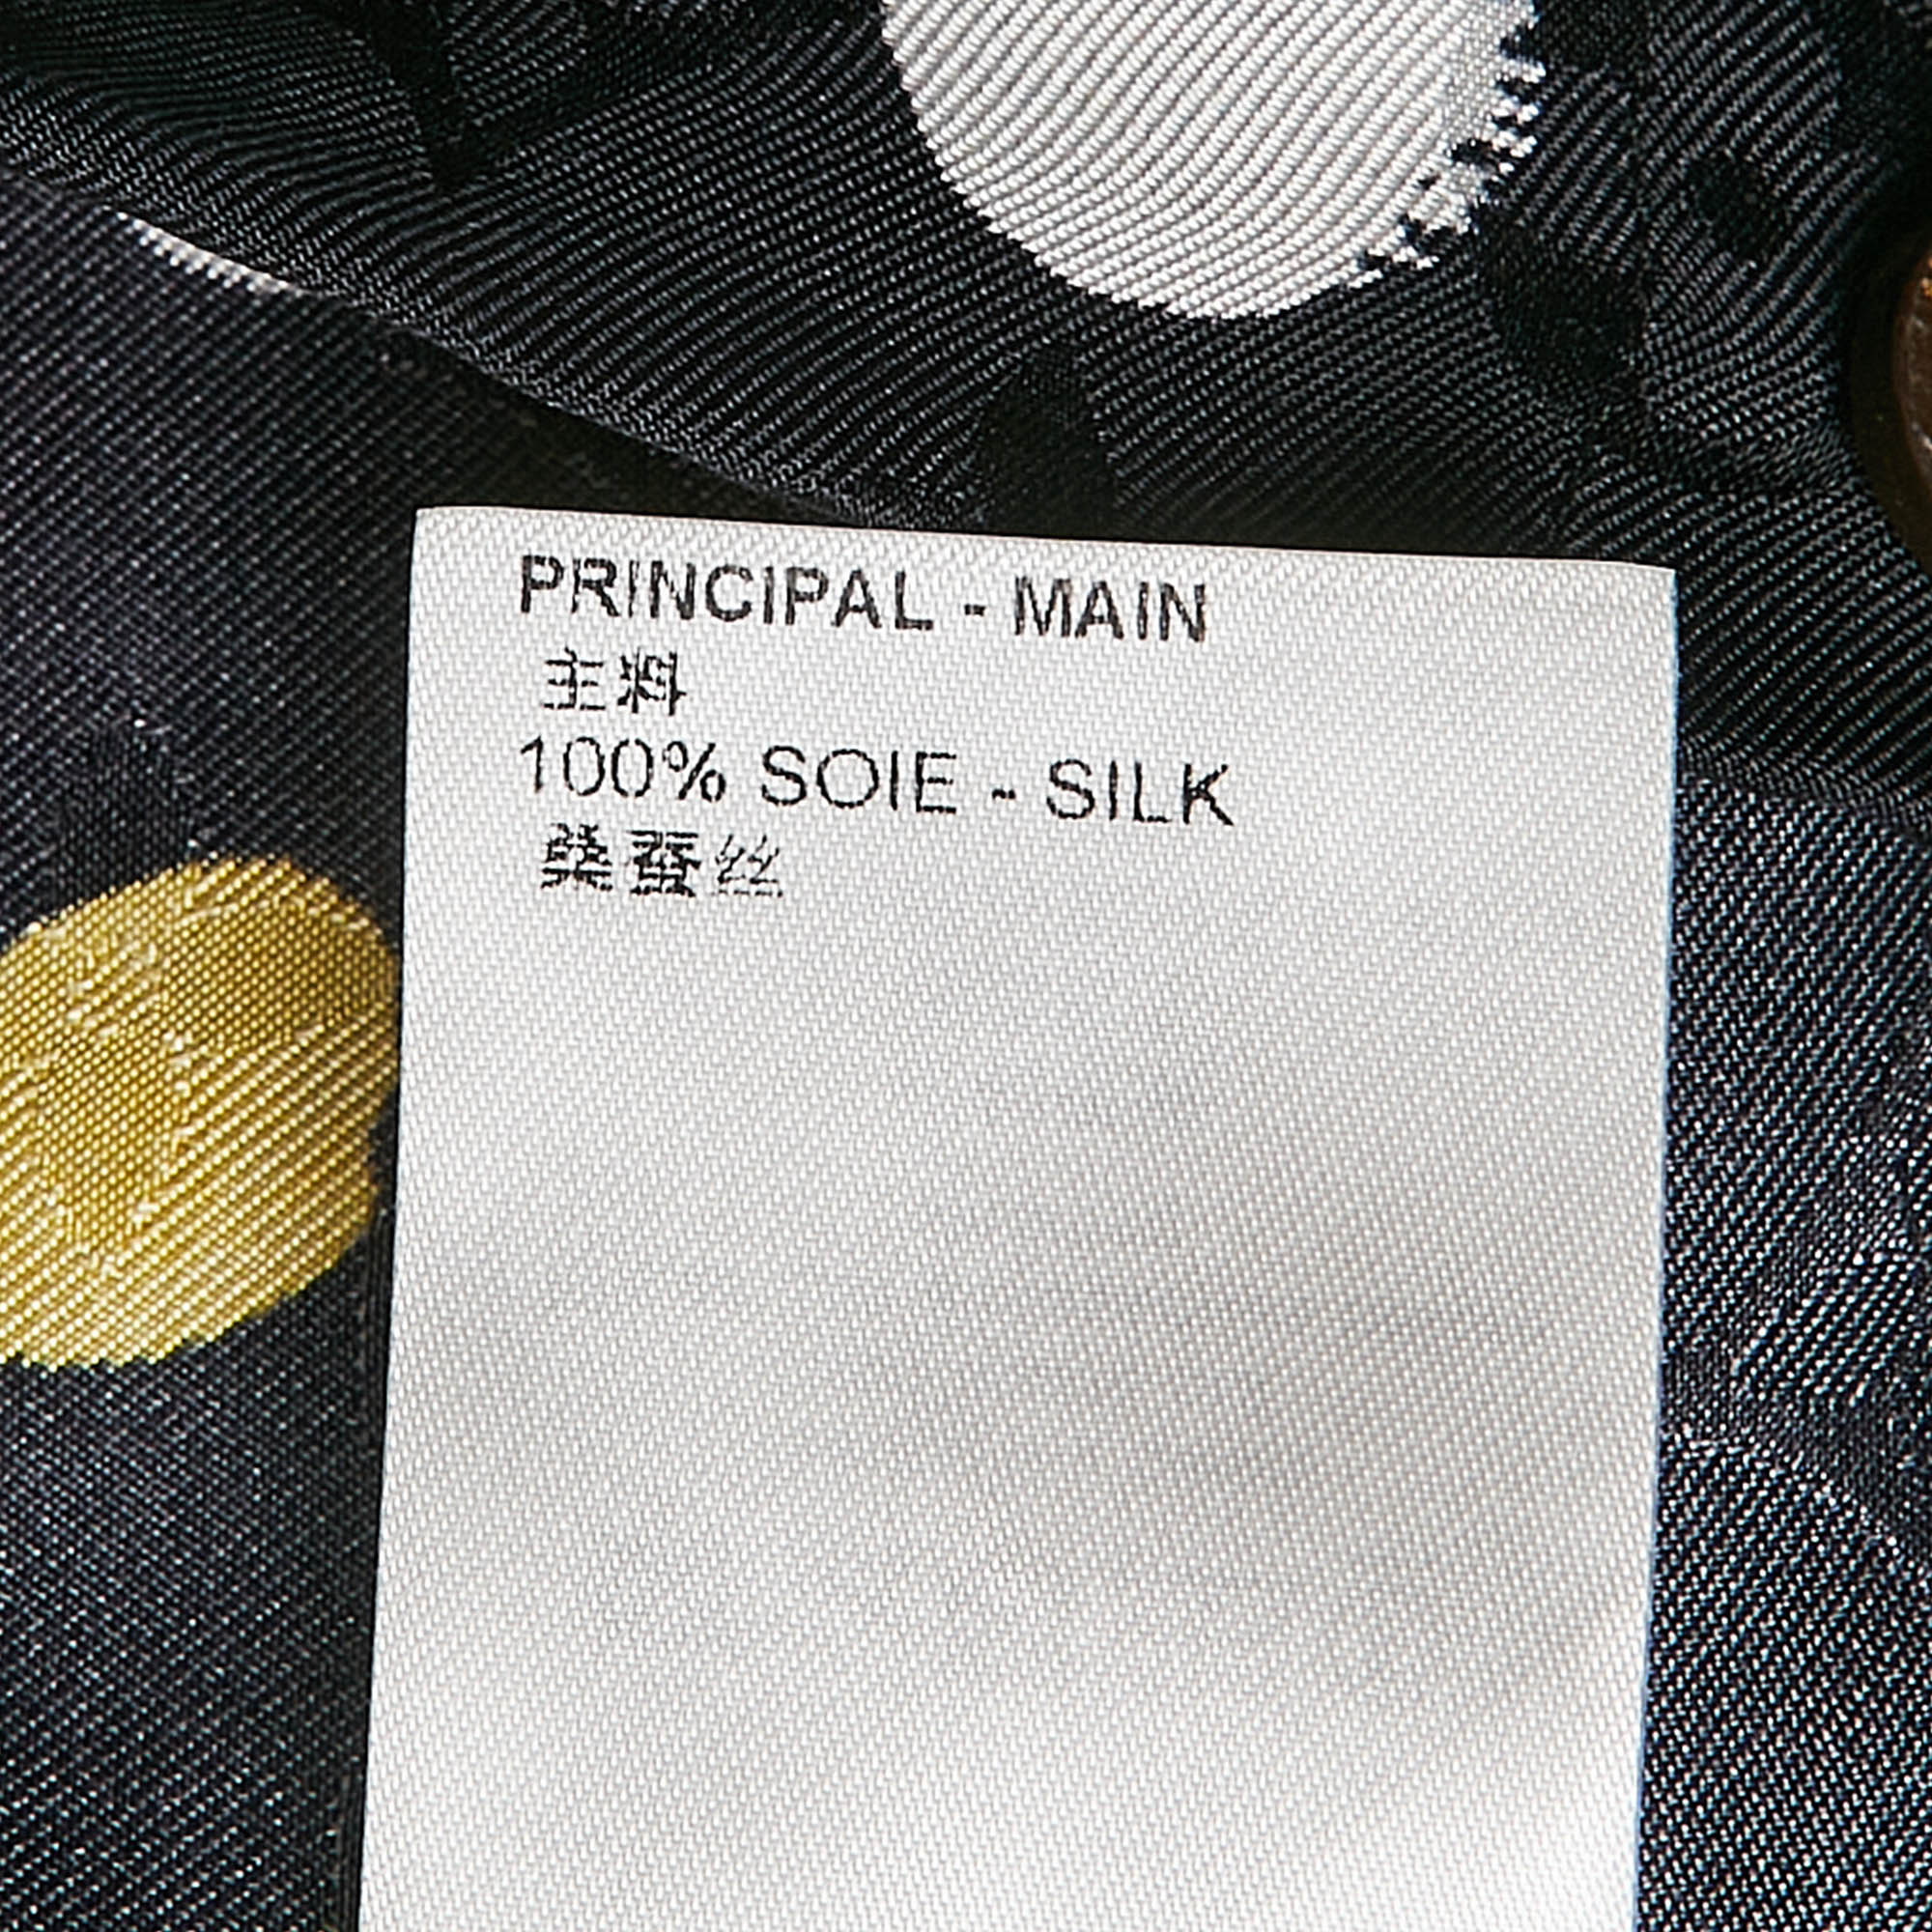 PRINCIPAL - MAIN
主料
100% SOIE - SILK
桑蚕丝